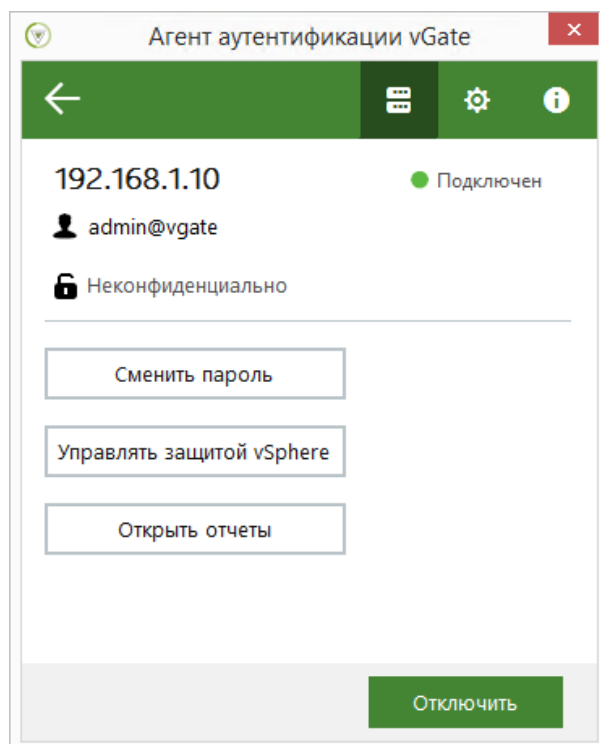 Агент аутентификации vGate
192.168.1.10
Подключен
admin@vgate
Неконфиденциально
Сменить пароль
Управлять защитой vSphere
Открыть отчеты
Отключить